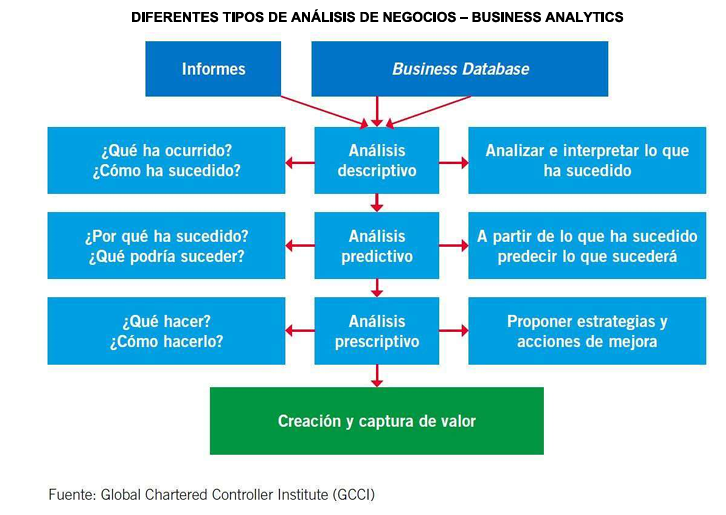 DIFERENTES TIPOS DE ANÁLISIS DE NEGOCIOS – BUSINESS ANALYTICS
Informes
Business Database
¿Qué ha ocurrido?
¿Cómo ha sucedido?
Análisis
descriptivo
Analizar e interpretar lo que
ha sucedido
¿Por qué ha sucedido?
¿Qué podría suceder?
Análisis
predictivo
A partir de lo que ha sucedido
predecir lo que sucederá
¿Qué hacer?
¿Cómo hacerlo?
Análisis
prescriptivo
Proponer estrategias y
acciones de mejora
Creación y captura de valor
Fuente: Global Chartered Controller Institute (GCCI)